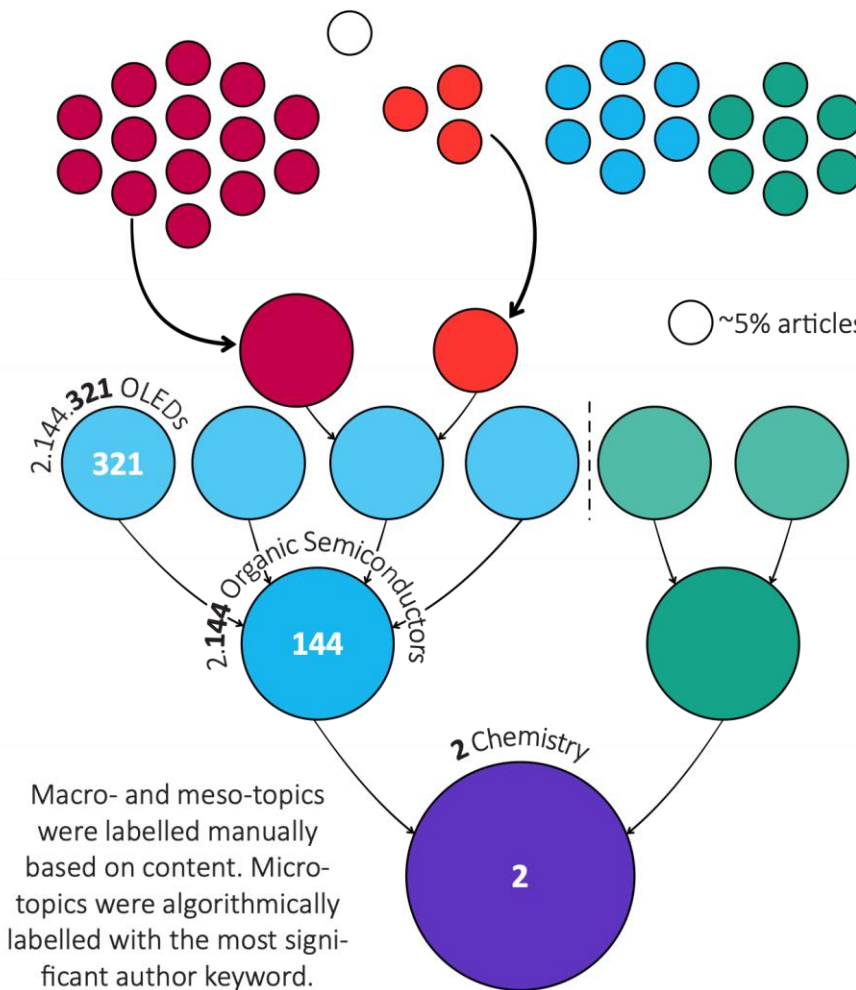 ~5% articles
2.144.321 OLEDs
321
2.144 Organic Semiconductors
144
2 Chemistry
2
Macro- and meso-topics
were labelled manually
based on content. Micro-
topics were algorithmically
labelled with the most signi-
ficant author keyword.